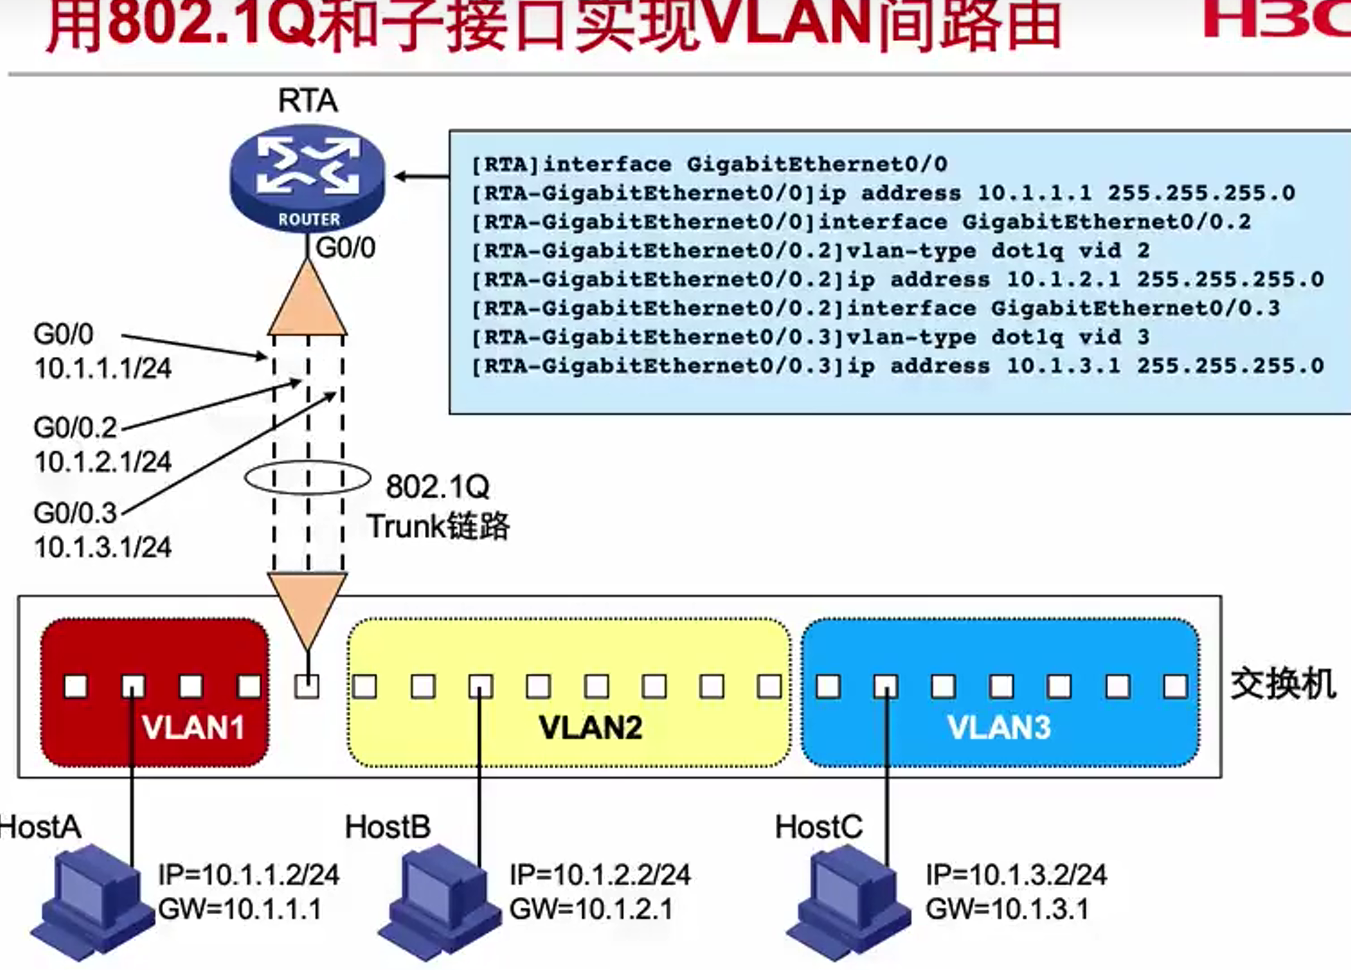 用802.1Q和子接口实现VLAN间路由
H3C
RTA
ROUTER
G0/0
[RTA]interface GigabitEthernet0/0
[RTA-GigabitEthernet0/0]ip address 10.1.1.1 255.255.255.0
[RTA-GigabitEthernet0/0]interface GigabitEthernet0/0.2
[RTA-GigabitEthernet0/0.2]vlan-type dot1q vid 2
[RTA-GigabitEthernet0/0.2]ip address 10.1.2.1 255.255.255.0
[RTA-GigabitEthernet0/0.2]interface GigabitEthernet0/0.3
[RTA-GigabitEthernet0/0.3]vlan-type dot1q vid 3
[RTA-GigabitEthernet0/0.3]ip address 10.1.3.1 255.255.255.0
G0/0
10.1.1.1/24
G0/0.2
10.1.2.1/24
G0/0.3
10.1.3.1/24
802.1Q
Trunk链路
VLAN1
VLAN2
VLAN3
交换机
HostA
IP=10.1.1.2/24
GW=10.1.1.1
HostB
IP=10.1.2.2/24
GW=10.1.2.1
HostC
IP=10.1.3.2/24
GW=10.1.3.1